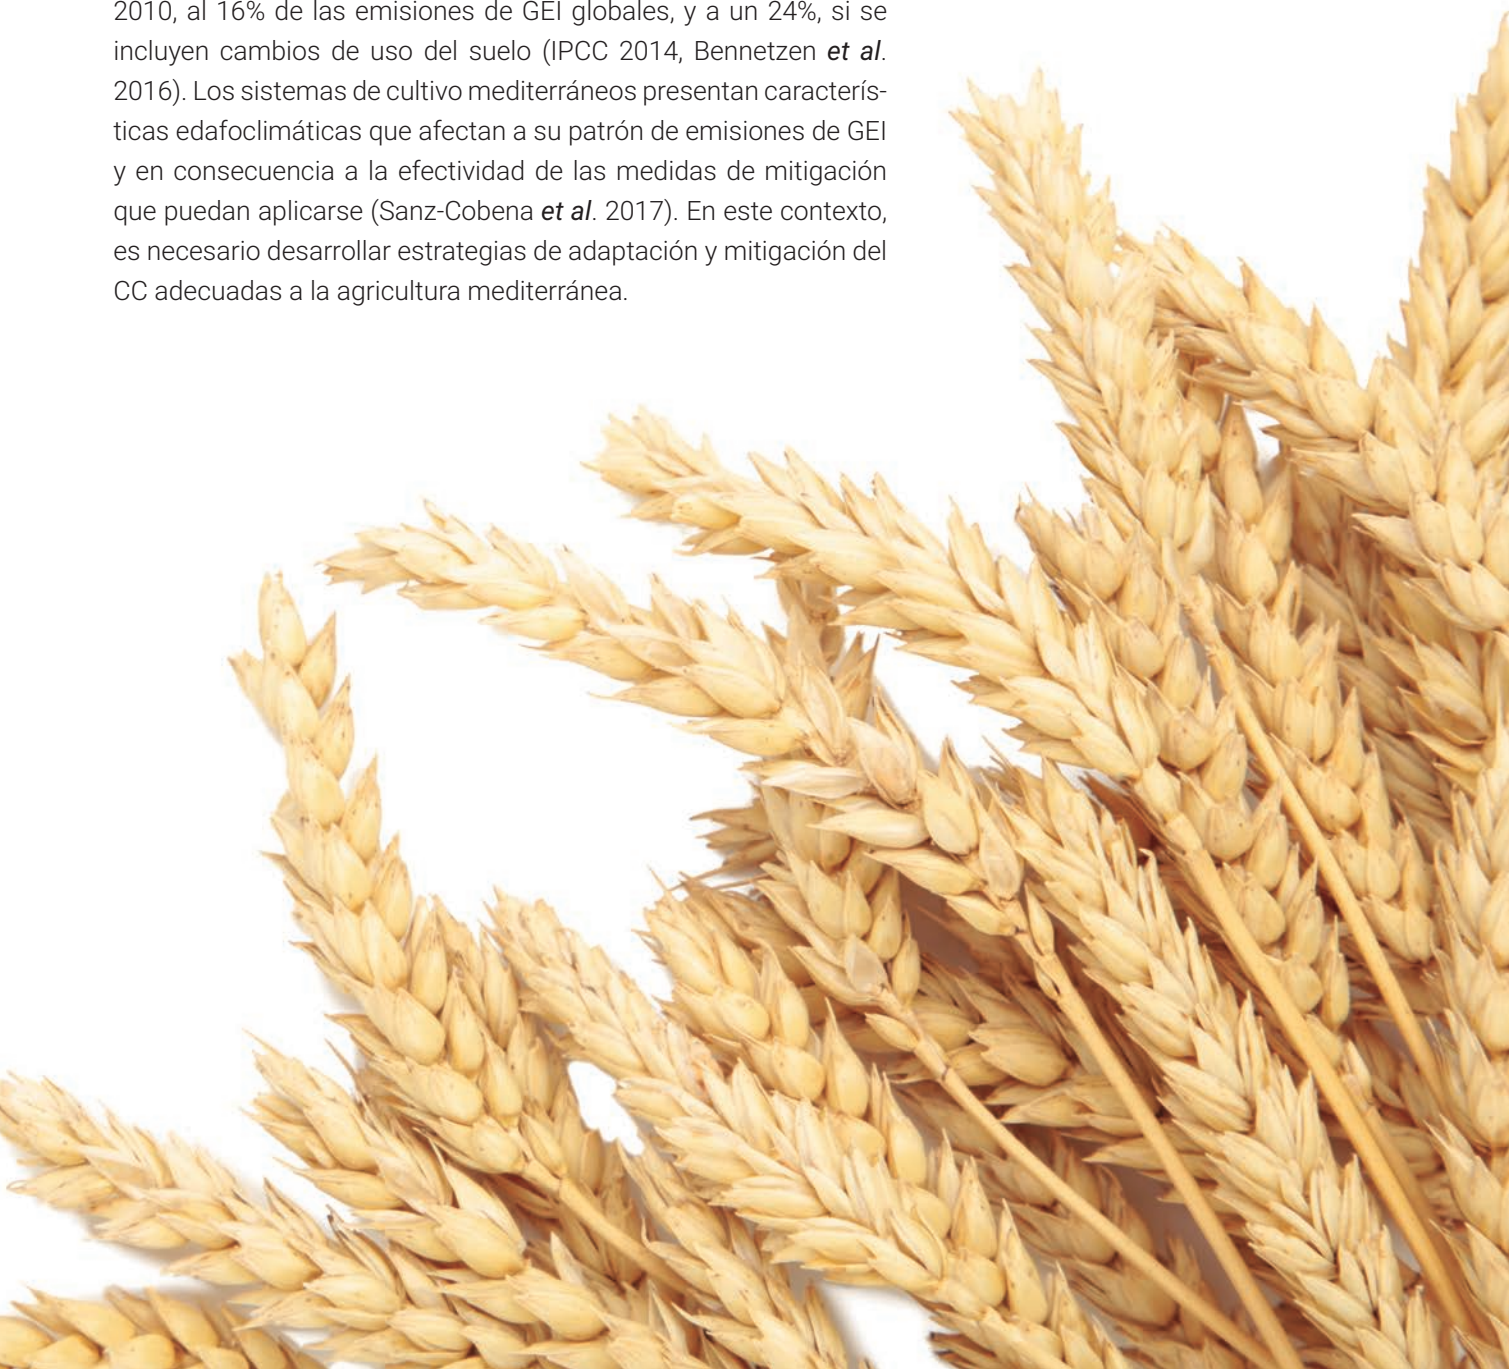 2010, al 16% de las emisiones de GEI globales, y a un 24%, si se
incluyen cambios de uso del suelo (IPCC 2014, Bennetzen et al.
2016). Los sistemas de cultivo mediterráneos presentan caracterís-
ticas edafoclimáticas que afectan a su patrón de emisiones de GEI
y en consecuencia a la efectividad de las medidas de mitigación
que puedan aplicarse (Sanz-Cobena et al. 2017). En este contexto,
es necesario desarrollar estrategias de adaptación y mitigación del
CC adecuadas a la agricultura mediterránea.